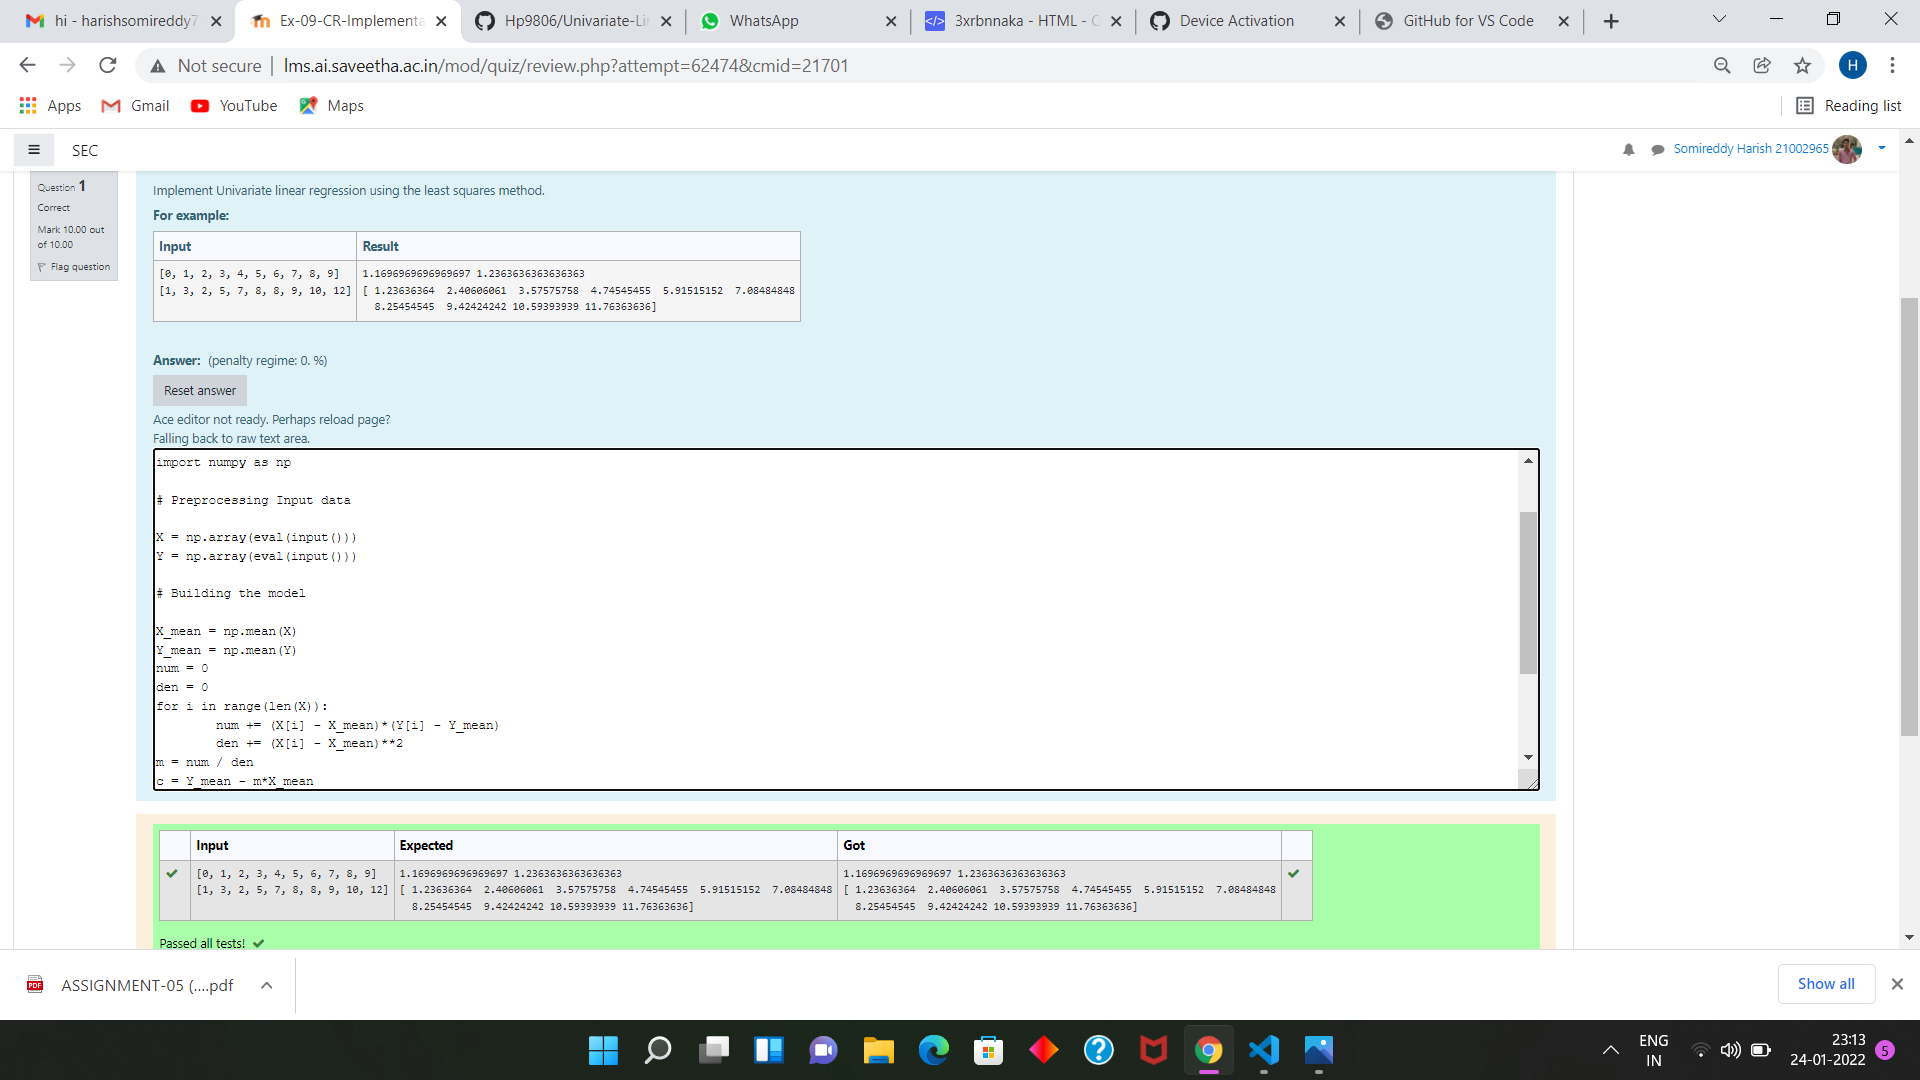 hi - harishsomireddy7
Ex-09-CR-Implementa
Hp9806/Univariate-Lin
WhatsApp
3xrbnnaka - HTML - C
Device Activation
GitHub for VS Code
Not secure
lms.ai.saveetha.ac.in/mod/quiz/review.php?attempt=62474&cmid=21701
H
Apps
Gmail
YouTube
Maps
Reading list
SEC
Somireddy Harish 21002965
Question 1
Correct
Mark 10.00 out
of 10.00
Flag question
Implement Univariate linear regression using the least squares method.
For example:
Input Result
[0, 1, 2, 3, 4, 5, 6, 7, 8, 9] 1.1696969696969697 1.2363636363636363
[1, 3, 2, 5, 7, 8, 8, 9, 10, 12] [ 1.23636364 2.40606061 3.57575758 4.74545455 5.91515152 7.08484848
8.25454545 9.42424242 10.59393939 11.76363636]
Answer: (penalty regime: 0. %)
Reset answer
Ace editor not ready. Perhaps reload page?
Falling back to raw text area.
import numpy as np
# Preprocessing Input data
X = np.array(eval(input()))
Y = np.array(eval(input()))
# Building the model
X_mean = np.mean(X)
Y_mean = np.mean(Y)
num = 0
den = 0
for i in range(len(X)):
num += (X[i] - X_mean)*(Y[i] - Y_mean)
den += (X[i] - X_mean)**2
m = num / den
c = Y_mean - m*X_mean
Input Expected Got
[0, 1, 2, 3, 4, 5, 6, 7, 8, 9] 1.1696969696969697 1.2363636363636363 1.1696969696969697 1.2363636363636363
[1, 3, 2, 5, 7, 8, 8, 9, 10, 12] [ 1.23636364 2.40606061 3.57575758 4.74545455 5.91515152 7.08484848 [ 1.23636364 2.40606061 3.57575758 4.74545455 5.91515152 7.08484848
8.25454545 9.42424242 10.59393939 11.76363636] 8.25454545 9.42424242 10.59393939 11.76363636]
Passed all tests!
PDF
ASSIGNMENT-05 (....pdf
Show all
ENG
IN
23:13
24-01-2022
5